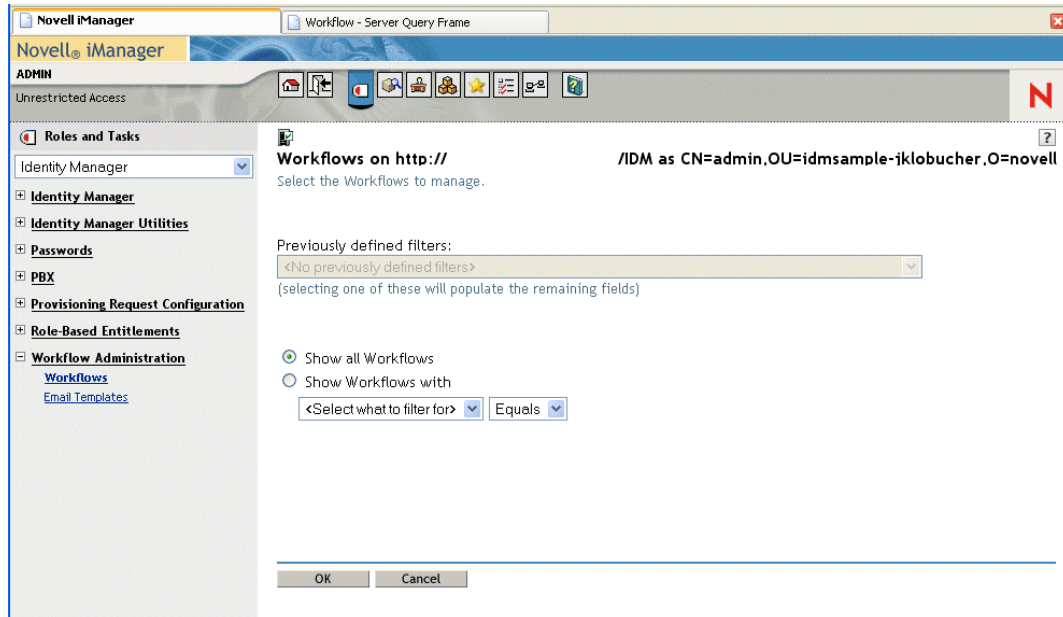 Novell iManager
Workflow - Server Query Frame
Novell® iManager
ADMIN
Unrestricted Access
N
Roles and Tasks
Identity Manager
Identity Manager
Identity Manager Utilities
Passwords
PBX
Provisioning Request Configuration
Role-Based Entitlements
Workflow Administration
Workflows
Email Templates
?
Workflows on http:// /IDM as CN=admin,OU=idmsample-jklobucher,O=novell
Select the Workflows to manage.
Previously defined filters:
<No previously defined filters>
(selecting one of these will populate the remaining fields)
Show all Workflows
Show Workflows with
<Select what to filter for> Equals
OK Cancel